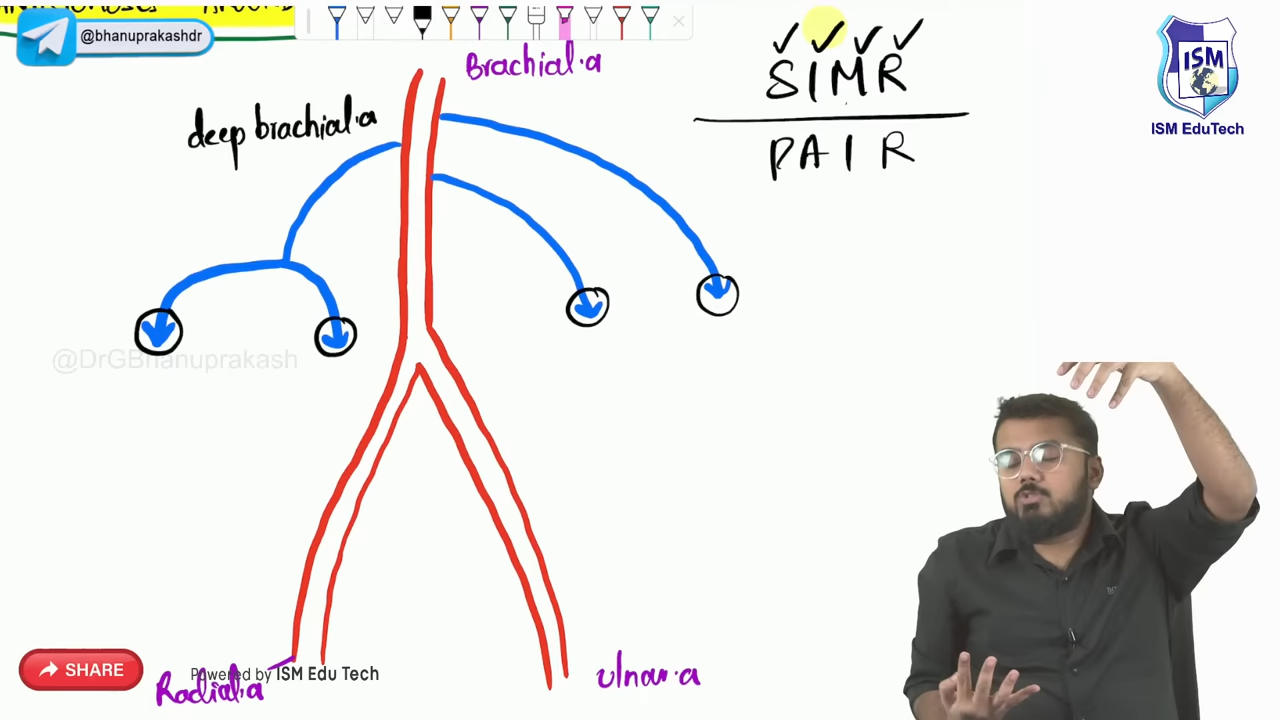 @bhanuprakashdr
Brachial.a
SIMR
PAIR
ISM
ISM EduTech
deep brachial.a
@DrGBhanuprakash
SHARE
Powered by ISM Edu Tech
Radial.a
ulnar.a